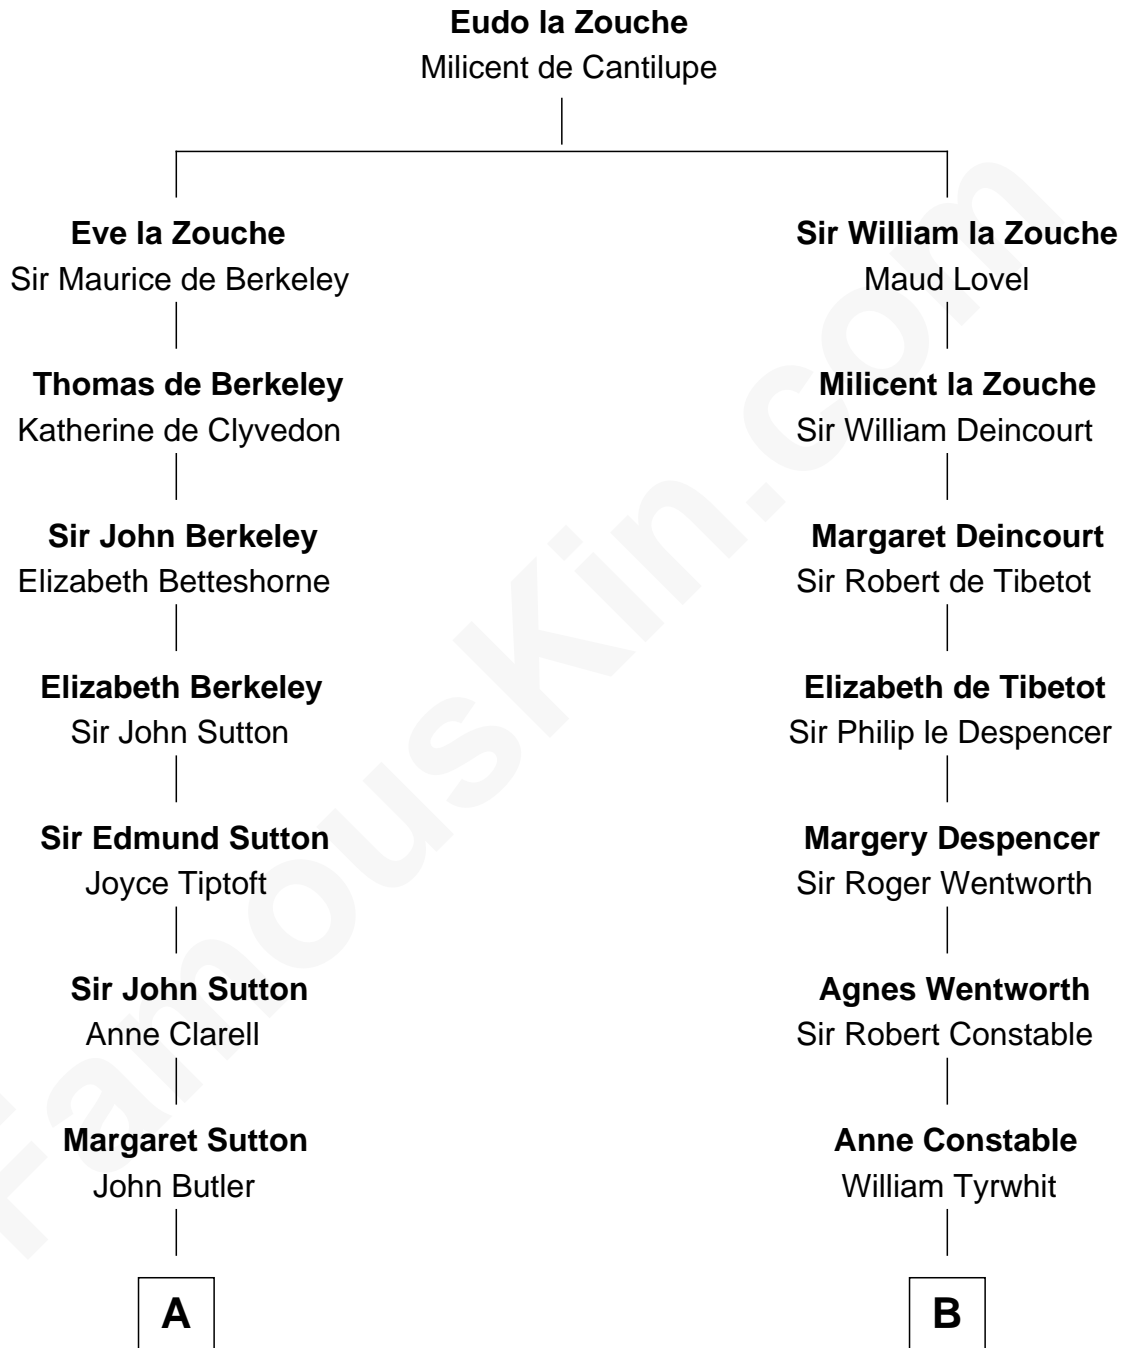 Eudo la Zouche
Milicent de Cantilupe
Eve la Zouche
Sir Maurice de Berkeley
Sir William la Zouche
Maud Lovel
Thomas de Berkeley
Katherine de Clyvedon
Milicent la Zouche
Sir William Deincourt
Sir John Berkeley
Elizabeth Betteshorne
Margaret Deincourt
Sir Robert de Tibetot
Elizabeth Berkeley
Sir John Sutton
Elizabeth de Tibetot
Sir Philip le Despencer
Sir Edmund Sutton
Joyce Tiptoft
Margery Despencer
Sir Roger Wentworth
Sir John Sutton
Anne Clarell
Agnes Wentworth
Sir Robert Constable
Margaret Sutton
John Butler
Anne Constable
William Tyrwhit
A
B
FamousKin.com